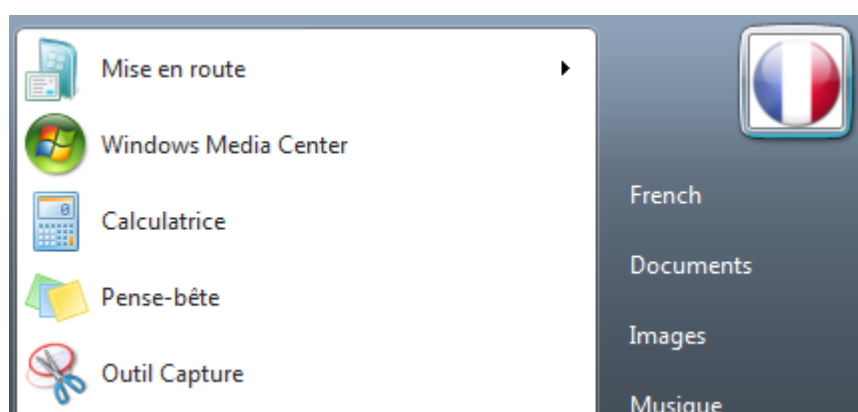 Mise en route
Windows Media Center
Calculatrice
Pense-bête
Outil Capture
French
Documents
Images
Musique